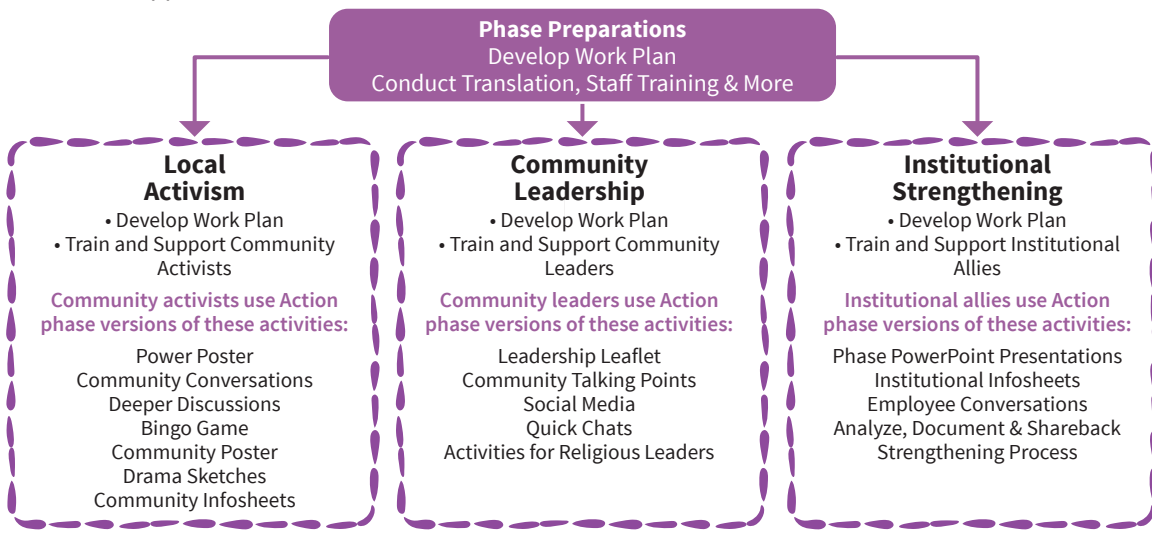 Phase Preparations
Develop Work Plan
Conduct Translation, Staff Training & More
Local
Activism
• Develop Work Plan
• Train and Support Community
Activists
Community activists use Action
phase versions of these activities:
Power Poster
Community Conversations
Deeper Discussions
Bingo Game
Community Poster
Drama Sketches
Community Infosheets
Community
Leadership
• Develop Work Plan
• Train and Support Community
Leaders
Community leaders use Action
phase versions of these activities:
Leadership Leaflet
Community Talking Points
Social Media
Quick Chats
Activities for Religious Leaders
Institutional
Strengthening
• Develop Work Plan
• Train and Support Institutional
Allies
Institutional allies use Action
phase versions of these activities:
Phase PowerPoint Presentations
Institutional Infosheets
Employee Conversations
Analyze, Document & Shareback
Strengthening Process